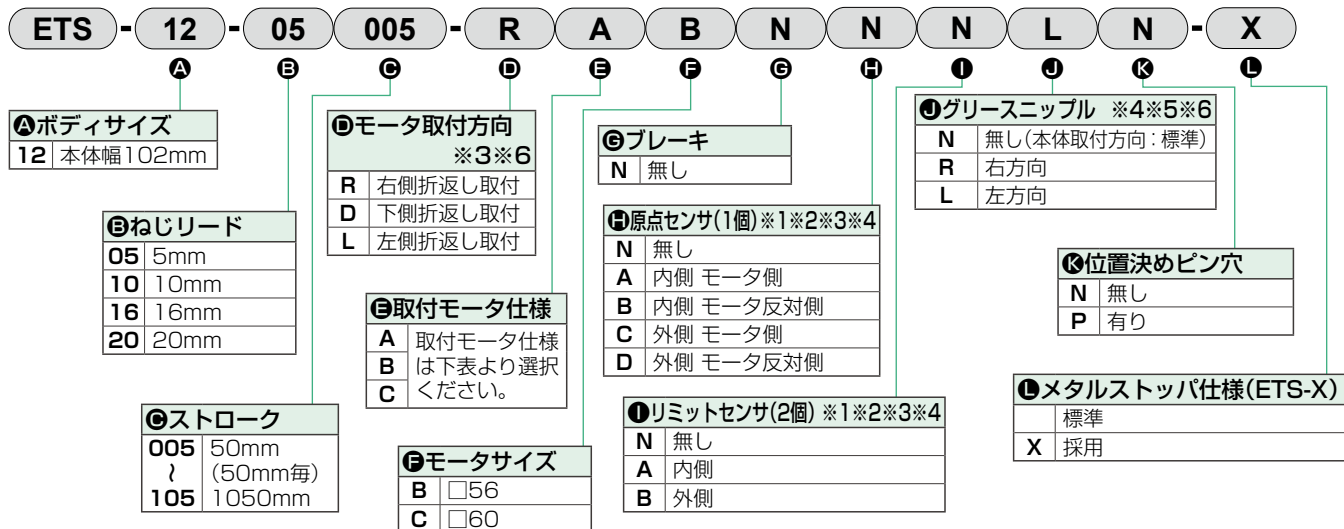 ETS-12-0505005-RABNNNLN-X
Ⓐ Ⓑ Ⓒ Ⓓ Ⓔ Ⓕ Ⓖ Ⓗ Ⓘ Ⓙ Ⓚ Ⓛ
Ⓐボディサイズ
12 本体幅102mm
Ⓑねじリード
05 5mm
10 10mm
16 16mm
20 20mm
Ⓒストローク
005 50mm
〜 (50mm毎)
105 1050mm
Ⓓモータ取付方向
※3※6
R 右側折返し取付
D 下側折返し取付
L 左側折返し取付
Ⓔ取付モータ仕様
A 取付モータ仕様
B は下表より選択
C ください。
Ⓕモータサイズ
B □56
C □60
Ⓖブレーキ
N 無し
Ⓗ原点センサ(1個)※1※2※3※4
N 無し
A 内側 モータ側
B 内側 モータ反対側
C 外側 モータ側
D 外側 モータ反対側
Ⓘリミットセンサ(2個) ※1※2※3※4
N 無し
A 内側
B 外側
Ⓙグリースニップル ※4※5※6
N 無し(本体取付方向：標準)
R 右方向
L 左方向
Ⓚ位置決めピン穴
N 無し
P 有り
Ⓛメタルストッパ仕様(ETS-X)
標準
X 採用